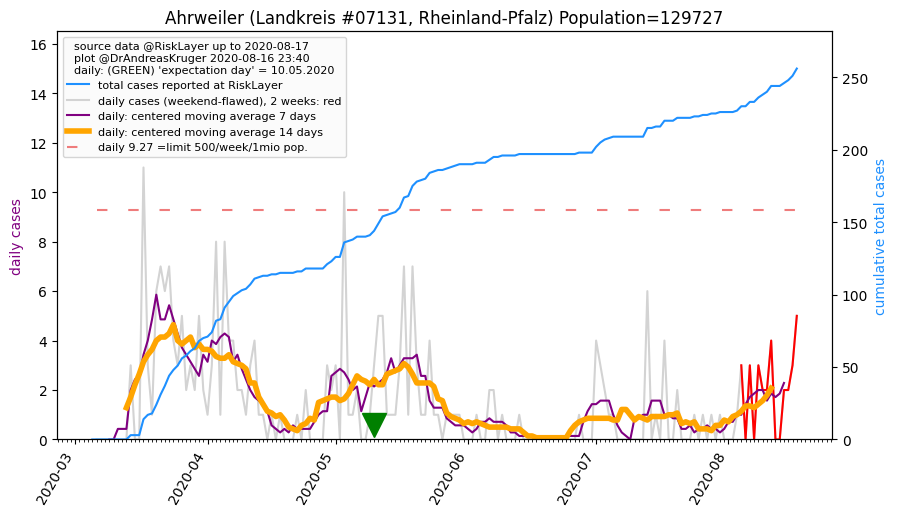 Ahrweiler (Landkreis #07131, Rheinland-Pfalz) Population=129727
source data @RiskLayer up to 2020-08-17
plot @DrAndreasKruger 2020-08-16 23:40
daily: (GREEN) 'expectation day' = 10.05.2020
total cases reported at RiskLayer
daily cases (weekend-flawed), 2 weeks: red
daily: centered moving average 7 days
daily: centered moving average 14 days
daily 9.27 =limit 500/week/1mio pop.
daily cases
16
14
12
10
8
6
4
2
0
250
200
150
100
50
0
cumulative total cases
2020-03
2020-04
2020-05
2020-06
2020-07
2020-08